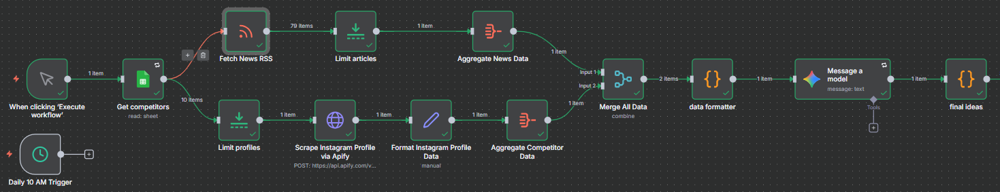 79 items
1 item
Fetch News RSS
Limit articles
Aggregate News Data
1 item
1 item
Input 1
Input 2
2 items
1 item
Message a
model
message: text
1 item
When clicking ‘Execute
workflow’
Get competitors
read: sheet
10 items
1 item
1 item
1 item
1 item
Merge All Data
combine
data formatter
Tools
final ideas
Limit profiles
Scrape Instagram Profile
via Apify
POST: https://api.apify.com/v...
Format Instagram Profile
Data
manual
Aggregate Competitor
Data
Daily 10 AM Trigger